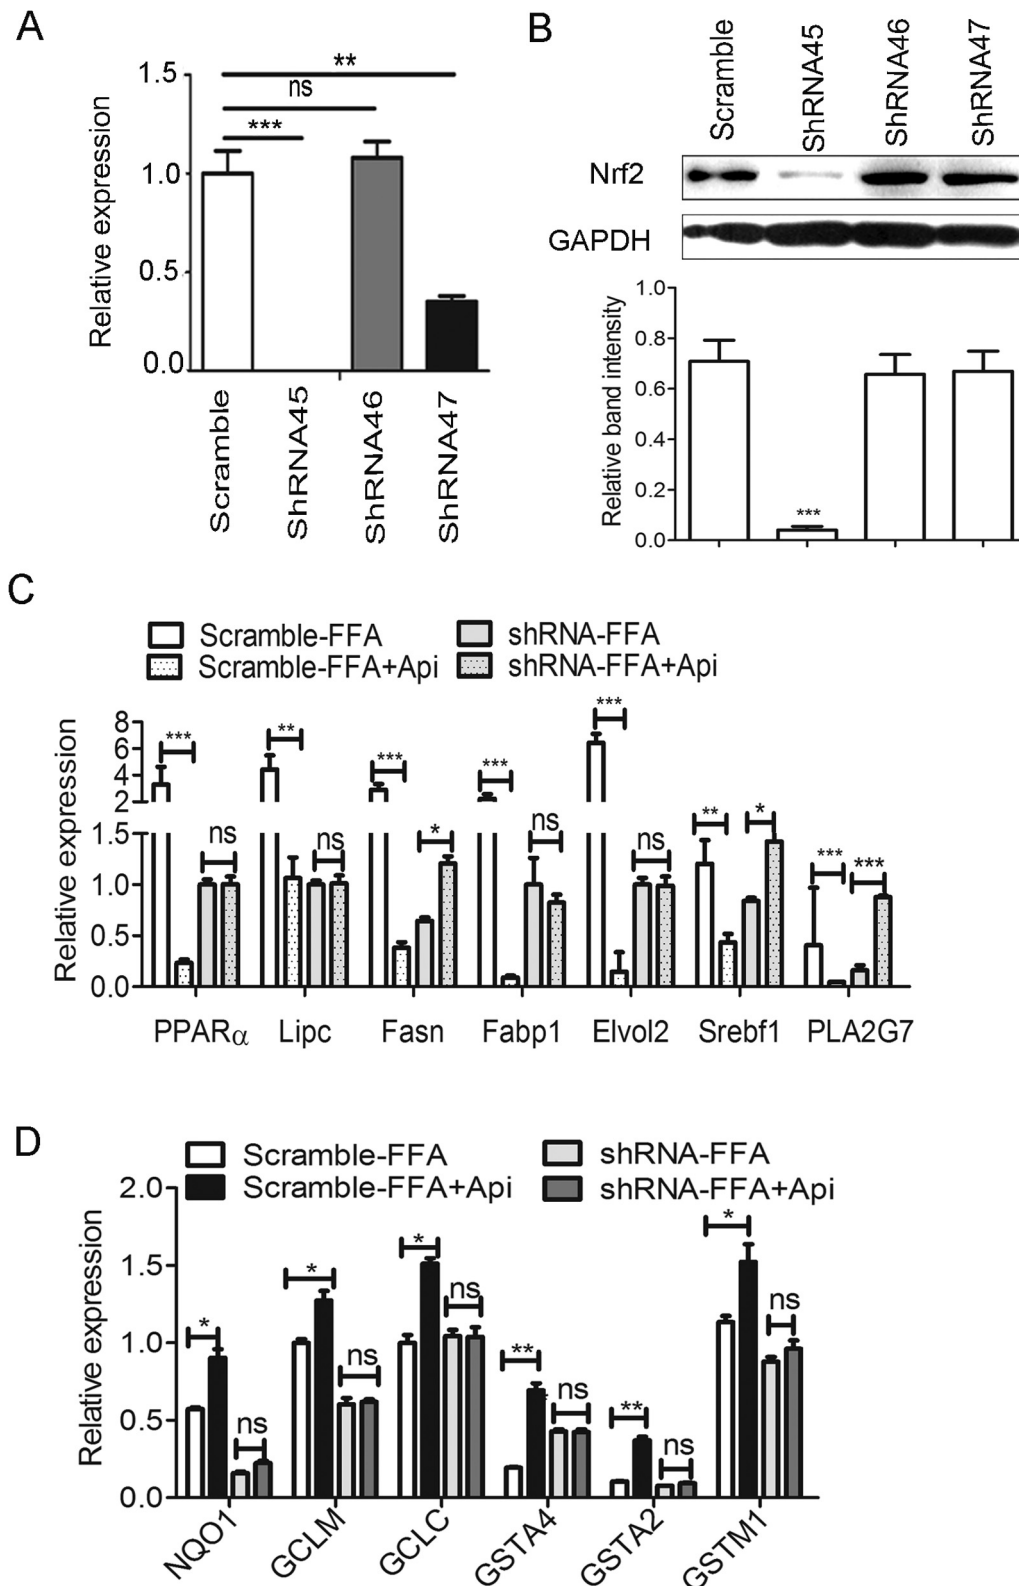 A
Relative expression
1.5
1.0
0.5
0.0
**
ns
***
Scramble
ShRNA45
ShRNA46
ShRNA47
B
Scramble
ShRNA45
ShRNA46
ShRNA47
Nrf2
GAPDH
Relative band intensity
1.0
0.8
0.6
0.4
0.2
0.0
***
C
Scramble-FFA
shRNA-FFA
Scramble-FFA+Api
shRNA-FFA+Api
Relative expression
8
6
4
2
1.5
1.0
0.5
0.0
*** ns
** ns
*** *
*** ns
*** ns
** *
*** ***
PPARα Lipc Fasn Fabp1 Elvol2 Srebf1 PLA2G7
D
Scramble-FFA
shRNA-FFA
Scramble-FFA+Api
shRNA-FFA+Api
Relative expression
2.0
1.5
1.0
0.5
0.0
* ns
* ns
* ns
** ns
** ns
* ns
NQO1 GCLM GCLC GSTA4 GSTA2 GSTM1